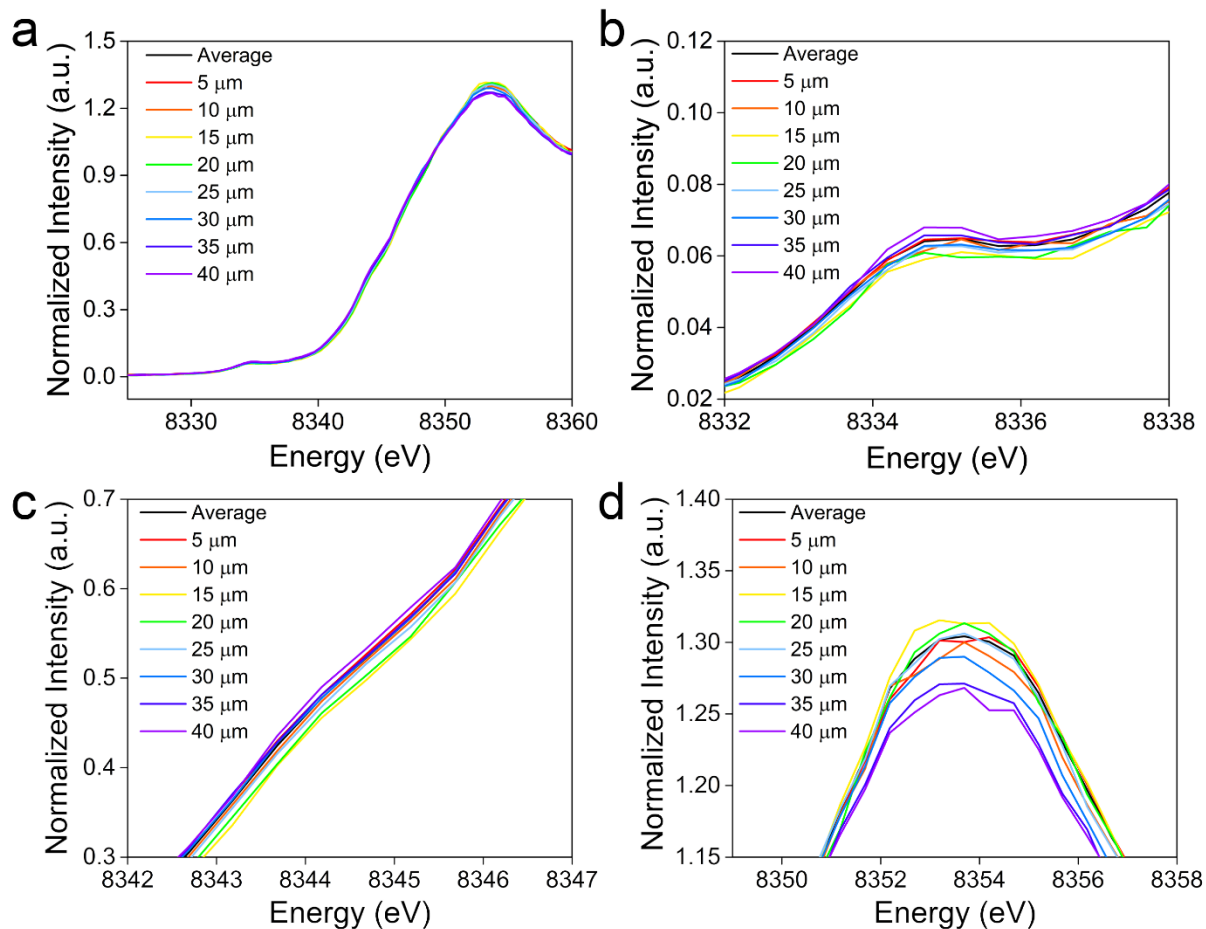 a
Normalized Intensity (a.u.)
1.5
1.2
0.9
0.6
0.3
0.0
Average
5 μm
10 μm
15 μm
20 μm
25 μm
30 μm
35 μm
40 μm
8330
8340
8350
8360
Energy (eV)
b
Normalized Intensity (a.u.)
0.12
0.10
0.08
0.06
0.04
0.02
Average
5 μm
10 μm
15 μm
20 μm
25 μm
30 μm
35 μm
40 μm
8332
8334
8336
8338
Energy (eV)
c
Normalized Intensity (a.u.)
0.7
0.6
0.5
0.4
0.3
Average
5 μm
10 μm
15 μm
20 μm
25 μm
30 μm
35 μm
40 μm
8342
8343
8344
8345
8346
8347
Energy (eV)
d
Normalized Intensity (a.u.)
1.40
1.35
1.30
1.25
1.20
1.15
Average
5 μm
10 μm
15 μm
20 μm
25 μm
30 μm
35 μm
40 μm
8350
8352
8354
8356
8358
Energy (eV)